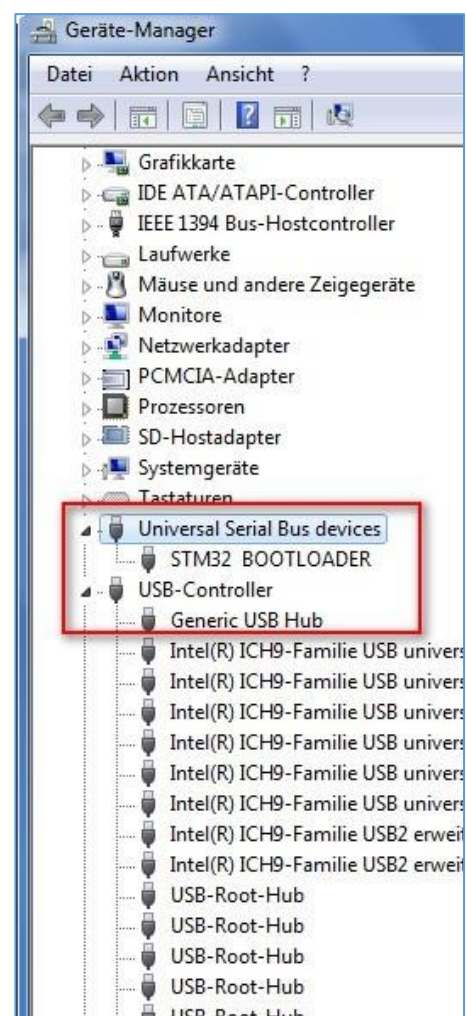 Geräte-Manager
Datei Aktion Ansicht ?
Grafikkarte
IDE ATA/ATAPI-Controller
IEEE 1394 Bus-Hostcontroller
Laufwerke
Mäuse und andere Zeigegeräte
Monitore
Netzwerkadapter
PCMCIA-Adapter
Prozessoren
SD-Hostadapter
Systemgeräte
Tastaturen
Universal Serial Bus devices
STM32 BOOTLOADER
USB-Controller
Generic USB Hub
Intel(R) ICH9-Familie USB univers
Intel(R) ICH9-Familie USB univers
Intel(R) ICH9-Familie USB univers
Intel(R) ICH9-Familie USB univers
Intel(R) ICH9-Familie USB univers
Intel(R) ICH9-Familie USB univers
Intel(R) ICH9-Familie USB2 erweit
Intel(R) ICH9-Familie USB2 erweit
USB-Root-Hub
USB-Root-Hub
USB-Root-Hub
USB-Root-Hub
USB-Root-Hub